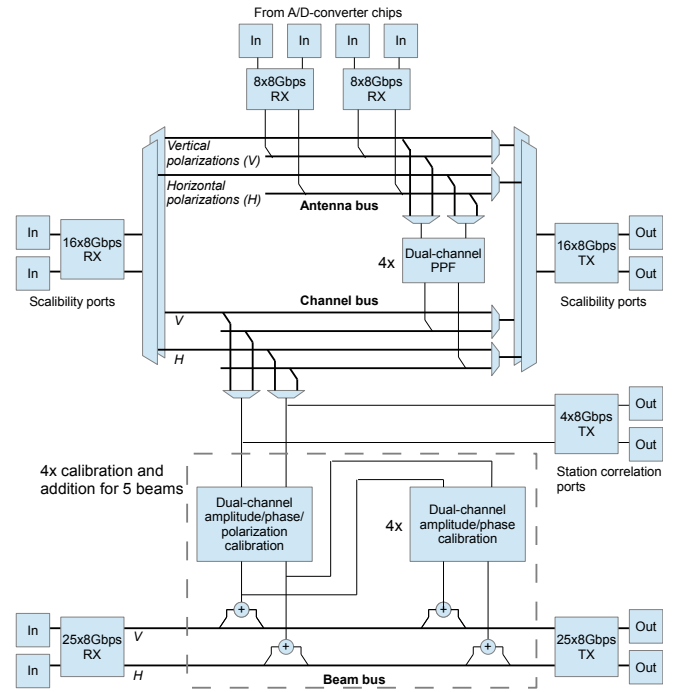 From A/D-converter chips
In
In
In
In
8x8Gbps
RX
8x8Gbps
RX
Vertical
polarizations (V)
Horizontal
polarizations (H)
Antenna bus
In
In
16x8Gbps
RX
Scalibility ports
4x
Dual-channel
PPF
16x8Gbps
TX
Out
Out
Scalibility ports
Channel bus
V
H
4x8Gbps
TX
Out
Out
Station correlation
ports
4x calibration and
addition for 5 beams
Dual-channel
amplitude/phase/
polarization
calibration
4x
Dual-channel
amplitude/phase
calibration
+
+
+
+
In
In
25x8Gbps
RX
V
H
Beam bus
25x8Gbps
TX
Out
Out